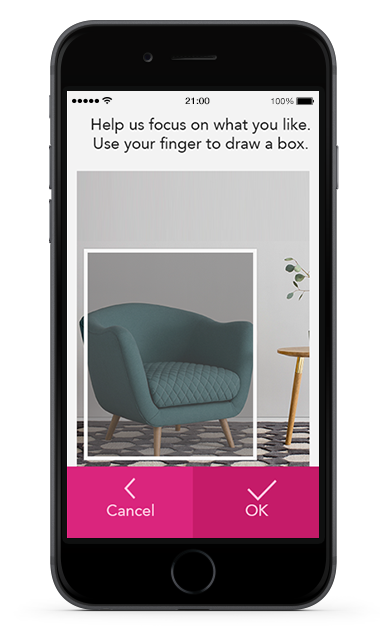 21:00
100%
Help us focus on what you like.
Use your finger to draw a box.
Cancel
OK